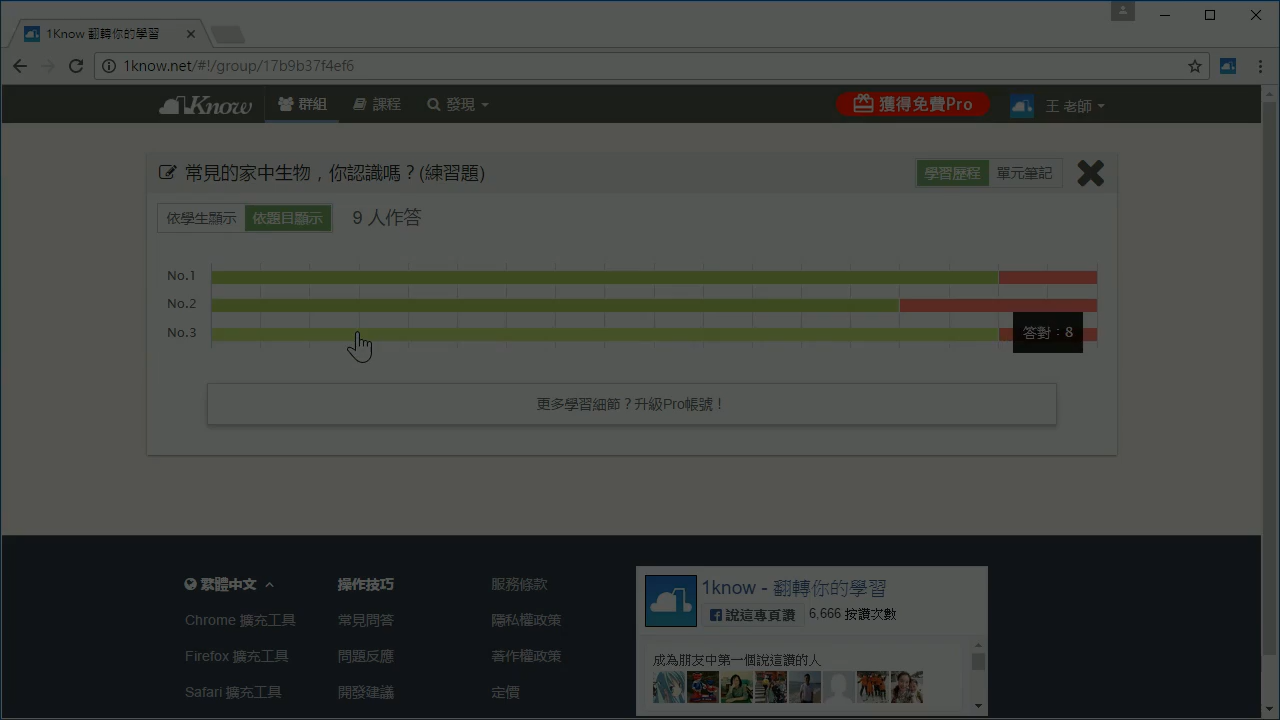 1Know 翻轉你的學習
1know.net/#!/group/17b9b37f4ef6
1Know
群組
課程
發現
獲得免費Pro
王 老師
常見的家中生物，你認識嗎？(練習題)
學習歷程
單元筆記
依學生顯示
依題目顯示
9 人作答
No.1
No.2
No.3
答對：8
更多學習細節？升級Pro帳號！
繁體中文
操作技巧
服務條款
Chrome 擴充工具
常見問答
隱私權政策
Firefox 擴充工具
問題反應
著作權政策
Safari 擴充工具
開發建議
定價
1know - 翻轉你的學習
說這專頁讚
6,666 按讚次數
成為朋友中第一個說這讚的人